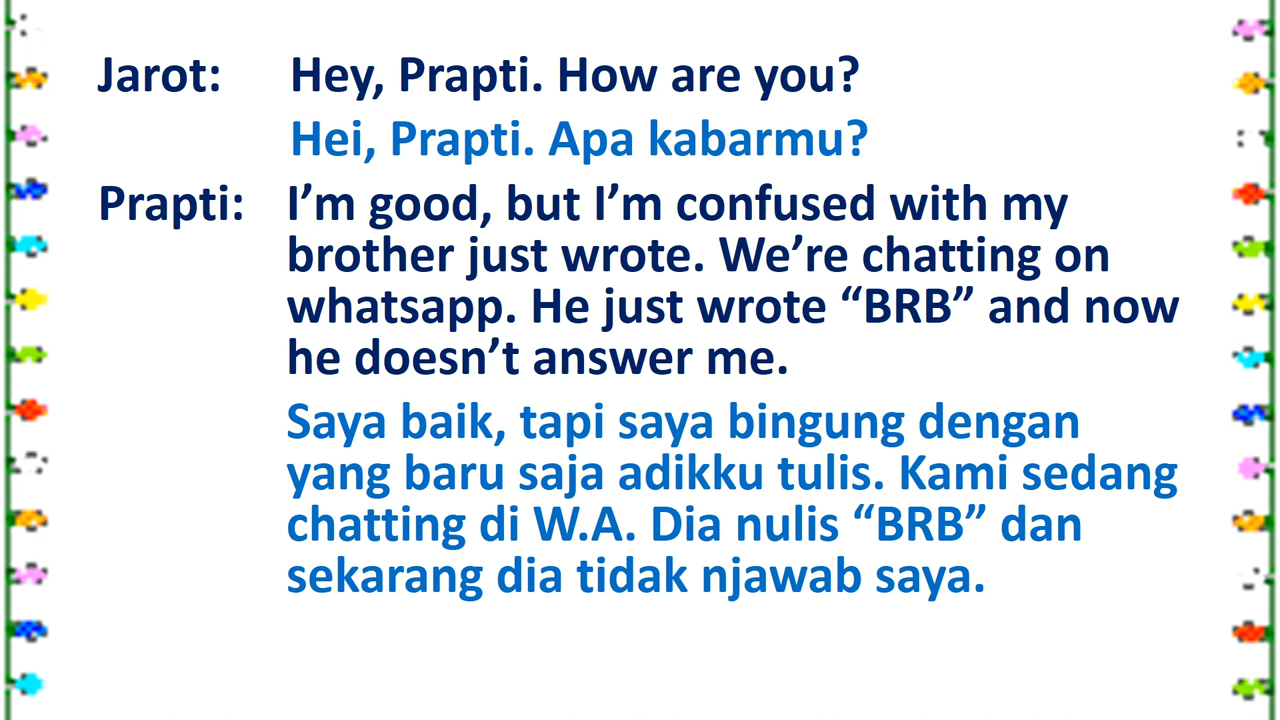 Jarot: Hey, Prapti. How are you?
Hei, Prapti. Apa kabarmu?
Prapti: I’m good, but I’m confused with my
brother just wrote. We’re chatting on
whatsapp. He just wrote “BRB” and now
he doesn’t answer me.
Saya baik, tapi saya bingung dengan
yang baru saja adikku tulis. Kami sedang
chatting di W.A. Dia nulis “BRB” dan
sekarang dia tidak njawab saya.